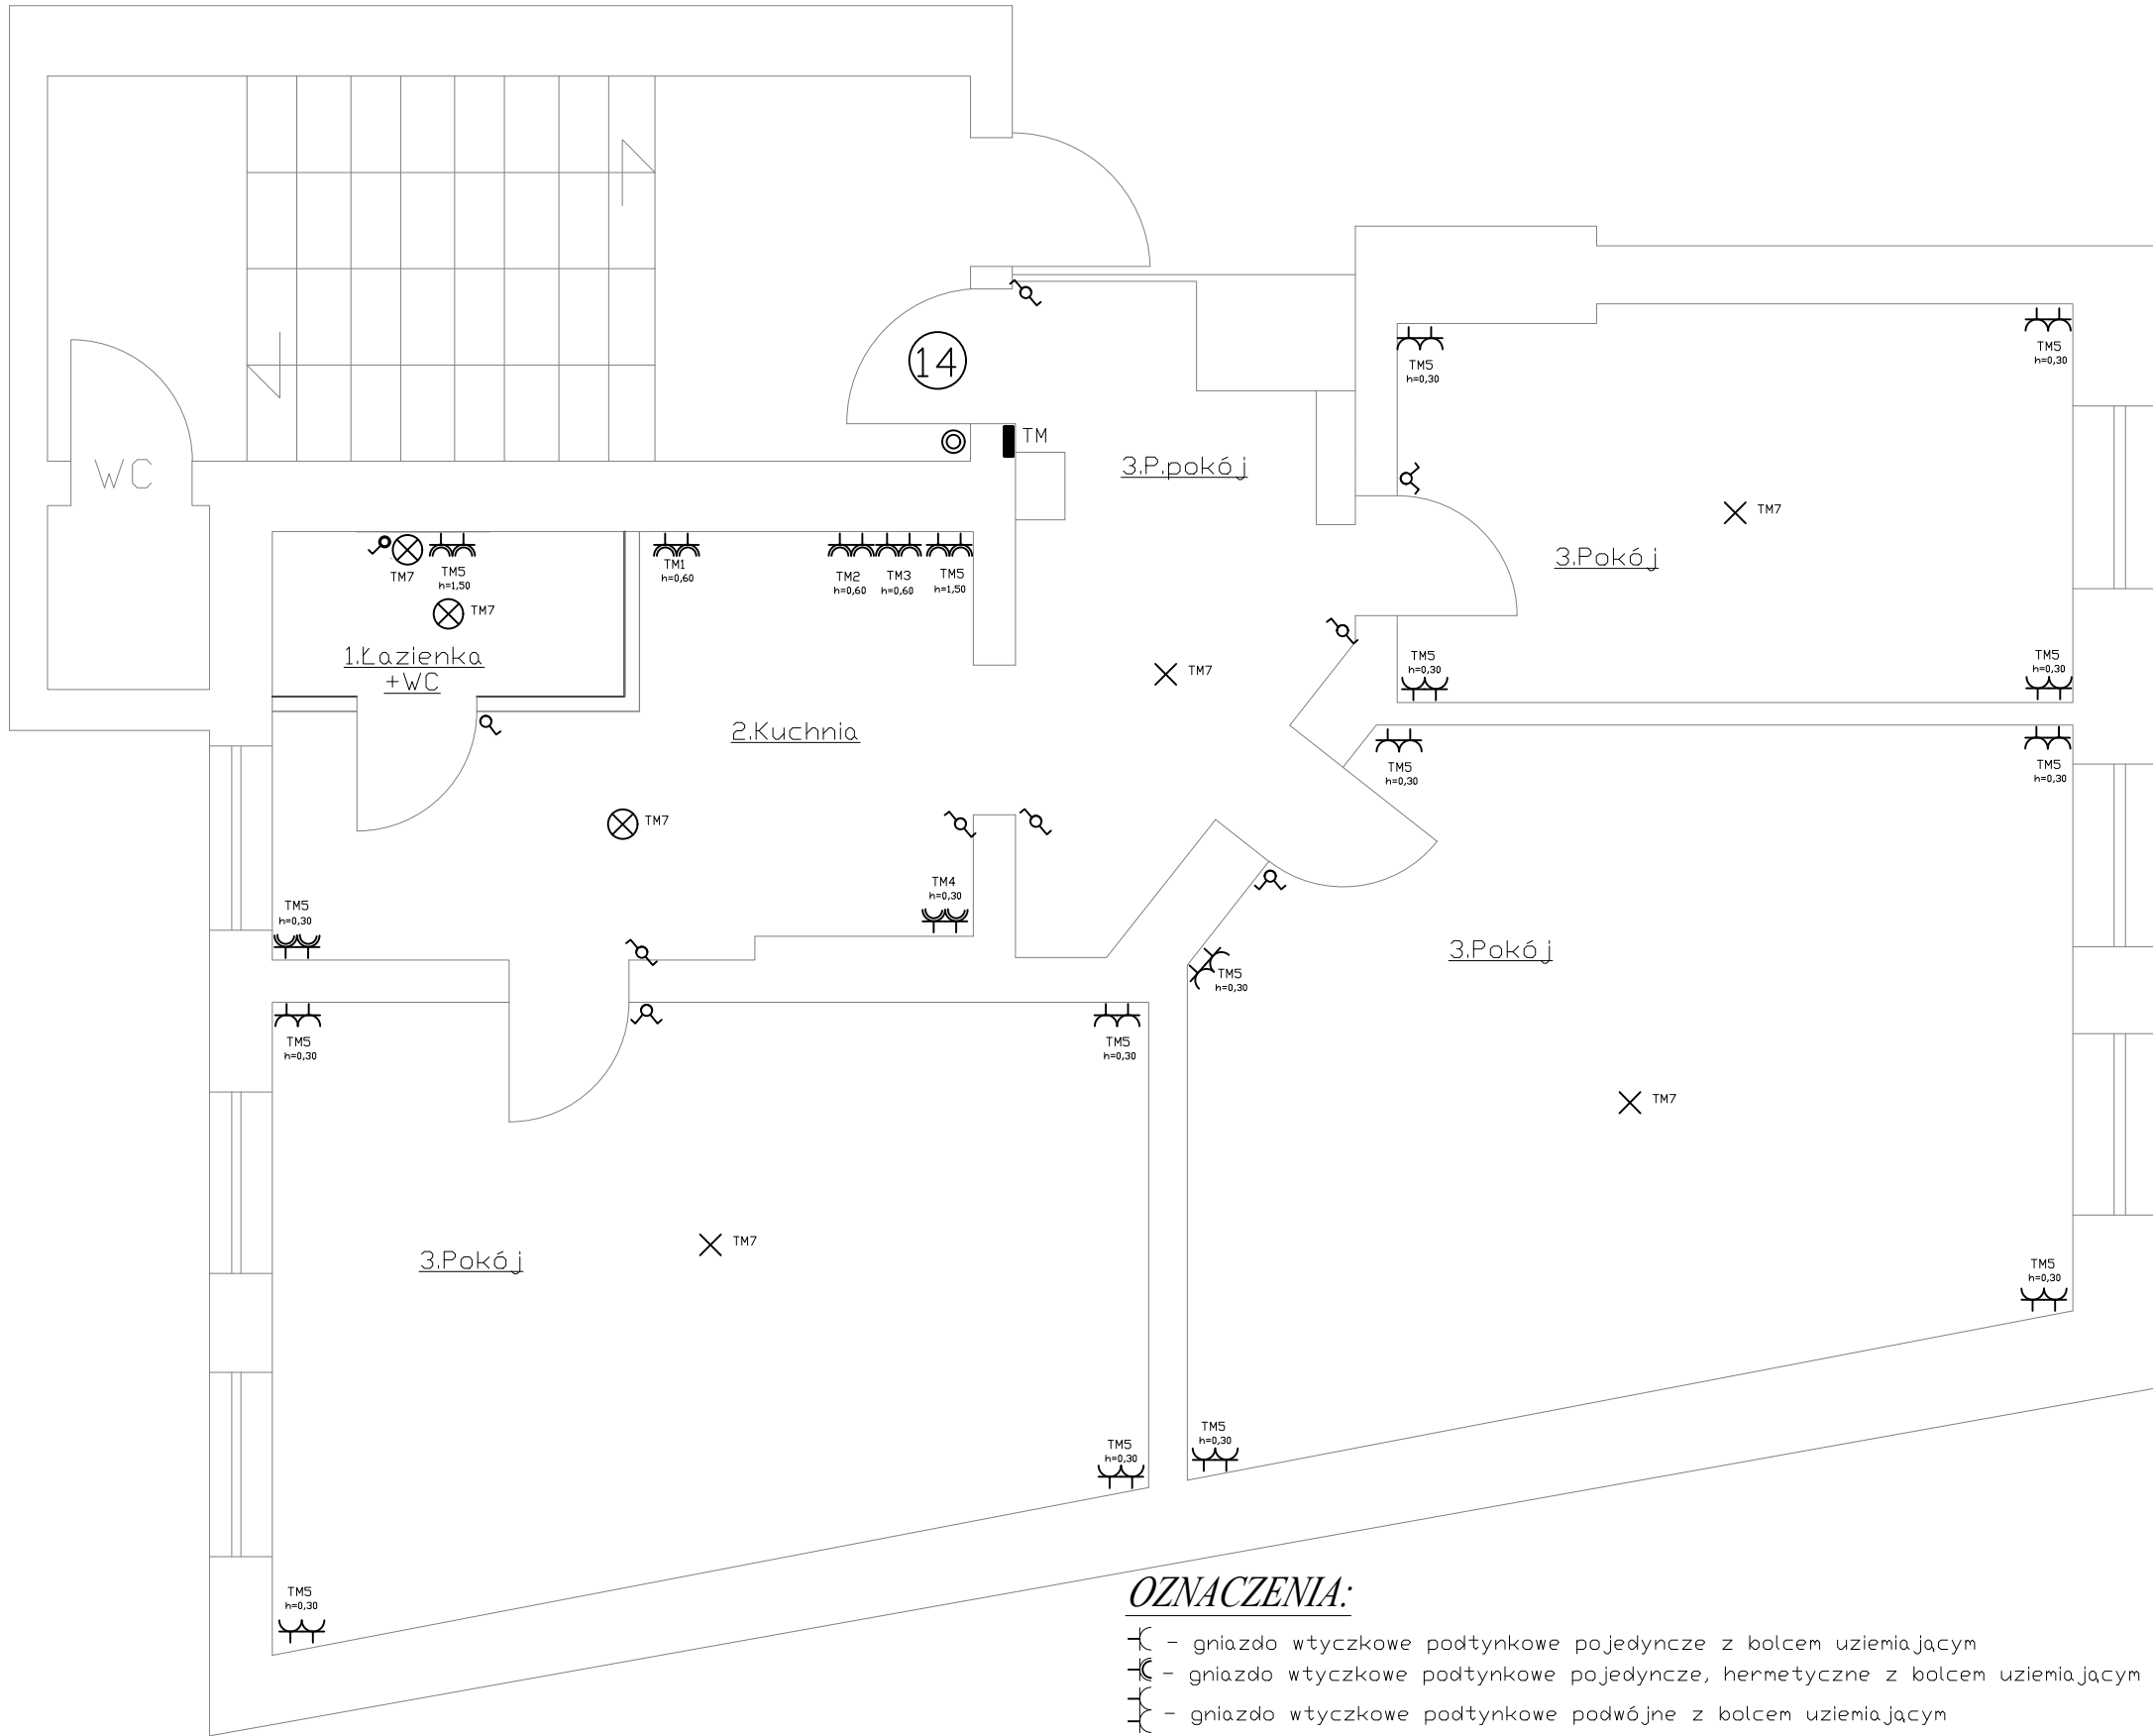 14
TM
WC
3.P.pokój
TM5
h=0,30
TM5
h=0,30
TM7
3.Pokój
TM7
TM5
h=1,50
TM7
TM1
h=0,60
TM2
h=0,60
TM3
h=0,60
TM5
h=1,50
1.Łazienka
+WC
2.Kuchnia
TM7
TM5
h=0,30
TM5
h=0,30
TM5
h=0,30
TM5
h=0,30
TM7
TM4
h=0,30
TM5
h=0,30
3.Pokój
TM5
h=0,30
TM5
h=0,30
TM5
h=0,30
TM7
TM7
3.Pokój
TM5
h=0,30
TM5
h=0,30
TM5
h=0,30
TM5
h=0,30
OZNACZENIA:
- gniazdo wtyczkowe podtynkowe pojedyncze z bolcem uziemiającym
- gniazdo wtyczkowe podtynkowe pojedyncze, hermetyczne z bolcem uziemiającym
- gniazdo wtyczkowe podtynkowe podwójne z bolcem uziemiającym